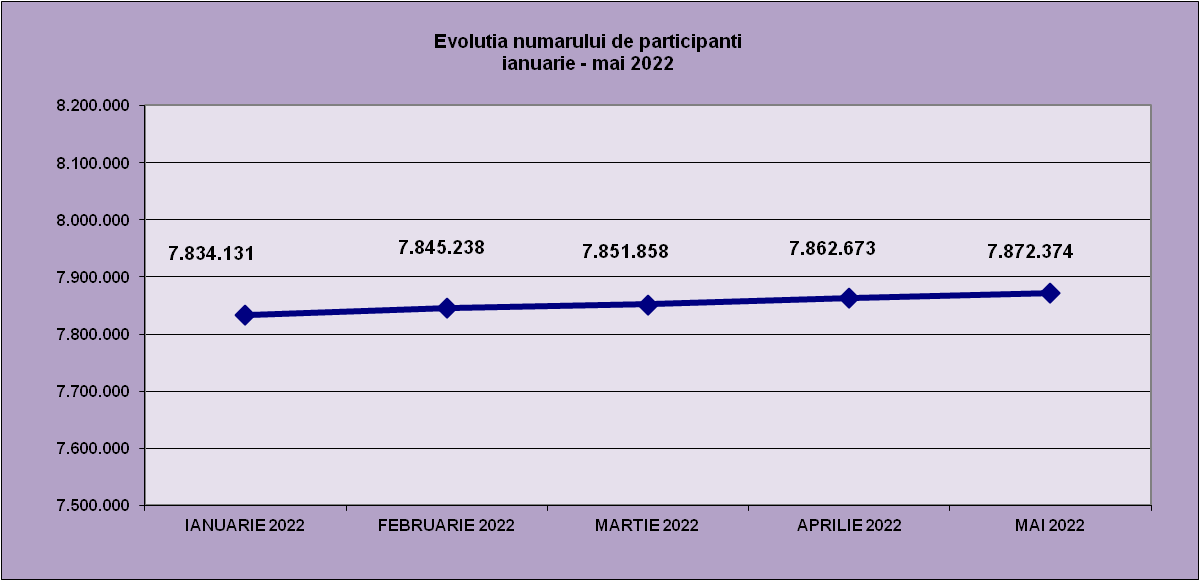 Evolutia numarului de participanti
ianuarie - mai 2022
8.200.000
8.100.000
8.000.000
7.834.131 7.845.238 7.851.858 7.862.673 7.872.374
7.900.000
7.800.000
7.700.000
7.600.000
7.500.000
IANUARIE 2022 FEBRUARIE 2022 MARTIE 2022 APRILIE 2022 MAI 2022